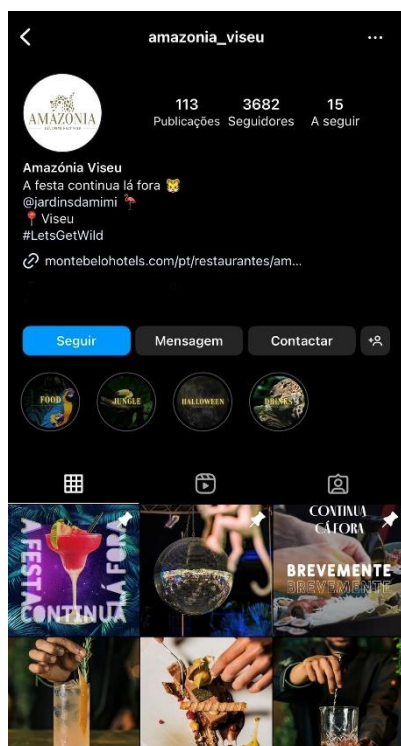 amazonia_viseu
AMAZÓNIA
113
3682
15
Publicações
Seguidores
A seguir
Amazónia Viseu
A festa continua lá fora 🐯
@jardinsdamimi 🦩
📍 Viseu
#LetsGetWild
montebelohotels.com/pt/restaurantes/am...
Seguir
Mensagem
Contactar
FOOD
JUNGLE
HALLOWEEN
DRINKS
A FESTA
CONTINUA
LÁ FORA
CONTINUA
CÁ FORA
BREVEMENTE
BREVEMENTE